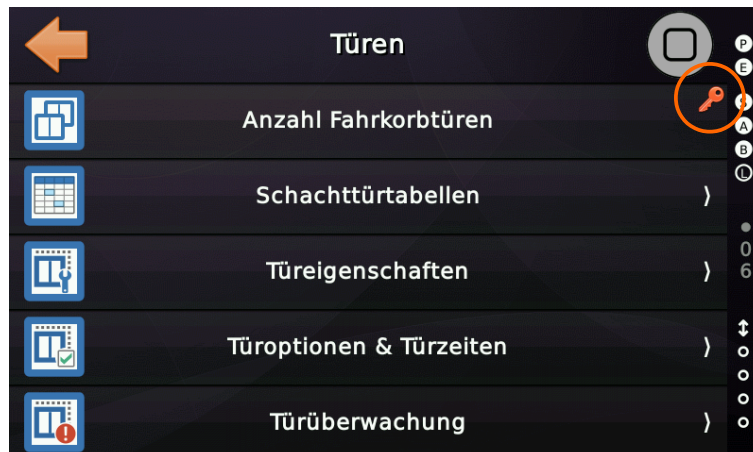 Türen
Anzahl Fahrkorbtüren
Schachttürtabellen
Türeigenschaften
Türoptionen & Türzeiten
Türüberwachung
P
E
A
B
L
0
6